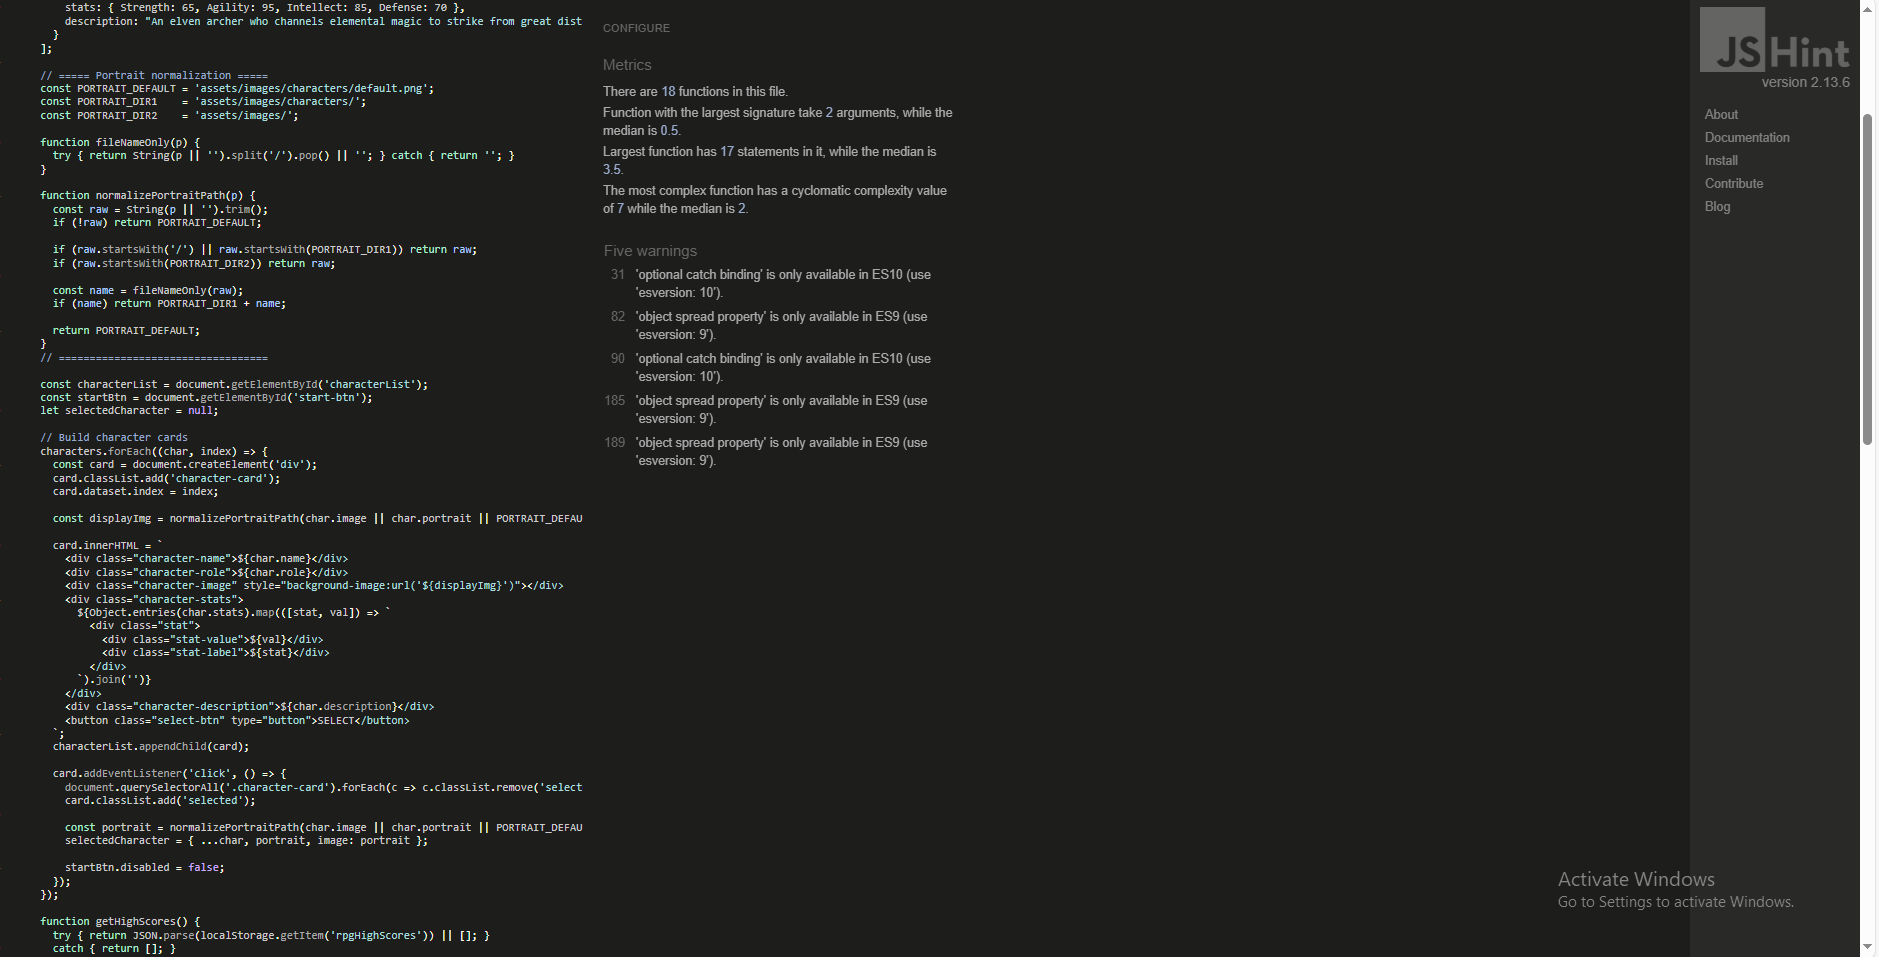 stats: { Strength: 65, Agility: 95, Intellect: 85, Defense: 70 },
description: "An elven archer who channels elemental magic to strike from great dist
}
];
// ===== Portrait normalization =====
const PORTRAIT_DEFAULT = 'assets/images/characters/default.png';
const PORTRAIT_DIR1    = 'assets/images/characters/';
const PORTRAIT_DIR2    = 'assets/images/';
function fileNameOnly(p) {
try { return String(p || '').split('/').pop() || ''; } catch { return ''; }
}
function normalizePortraitPath(p) {
const raw = String(p || '').trim();
if (!raw) return PORTRAIT_DEFAULT;
if (raw.startsWith('/') || raw.startsWith(PORTRAIT_DIR1)) return raw;
if (raw.startsWith(PORTRAIT_DIR2)) return raw;
const name = fileNameOnly(raw);
if (name) return PORTRAIT_DIR1 + name;
return PORTRAIT_DEFAULT;
}
// ==================================
const characterList = document.getElementById('characterList');
const startBtn = document.getElementById('start-btn');
let selectedCharacter = null;
// Build character cards
characters.forEach((char, index) => {
const card = document.createElement('div');
card.classList.add('character-card');
card.dataset.index = index;
const displayImg = normalizePortraitPath(char.image || char.portrait || PORTRAIT_DEFAU
card.innerHTML = `
<div class="character-name">${char.name}</div>
<div class="character-role">${char.role}</div>
<div class="character-image" style="background-image:url('${displayImg}')"></div>
<div class="character-stats">
${Object.entries(char.stats).map(([stat, val]) => `
<div class="stat">
<div class="stat-value">${val}</div>
<div class="stat-label">${stat}</div>
</div>
`).join('')}
</div>
<div class="character-description">${char.description}</div>
<button class="select-btn" type="button">SELECT</button>
`;
characterList.appendChild(card);
card.addEventListener('click', () => {
document.querySelectorAll('.character-card').forEach(c => c.classList.remove('select
card.classList.add('selected');
const portrait = normalizePortraitPath(char.image || char.portrait || PORTRAIT_DEFAU
selectedCharacter = { ...char, portrait, image: portrait };
startBtn.disabled = false;
});
});
function getHighScores() {
try { return JSON.parse(localStorage.getItem('rpgHighScores')) || []; }
catch { return []; }
CONFIGURE
Metrics
There are 18 functions in this file.
Function with the largest signature take 2 arguments, while the
median is 0.5.
Largest function has 17 statements in it, while the median is
3.5.
The most complex function has a cyclomatic complexity value
of 7 while the median is 2.
Five warnings
31 'optional catch binding' is only available in ES10 (use
'esversion: 10').
82 'object spread property' is only available in ES9 (use
'esversion: 9').
90 'optional catch binding' is only available in ES10 (use
'esversion: 10').
185 'object spread property' is only available in ES9 (use
'esversion: 9').
189 'object spread property' is only available in ES9 (use
'esversion: 9').
JSHint
version 2.13.6
About
Documentation
Install
Contribute
Blog
Activate Windows
Go to Settings to activate Windows.